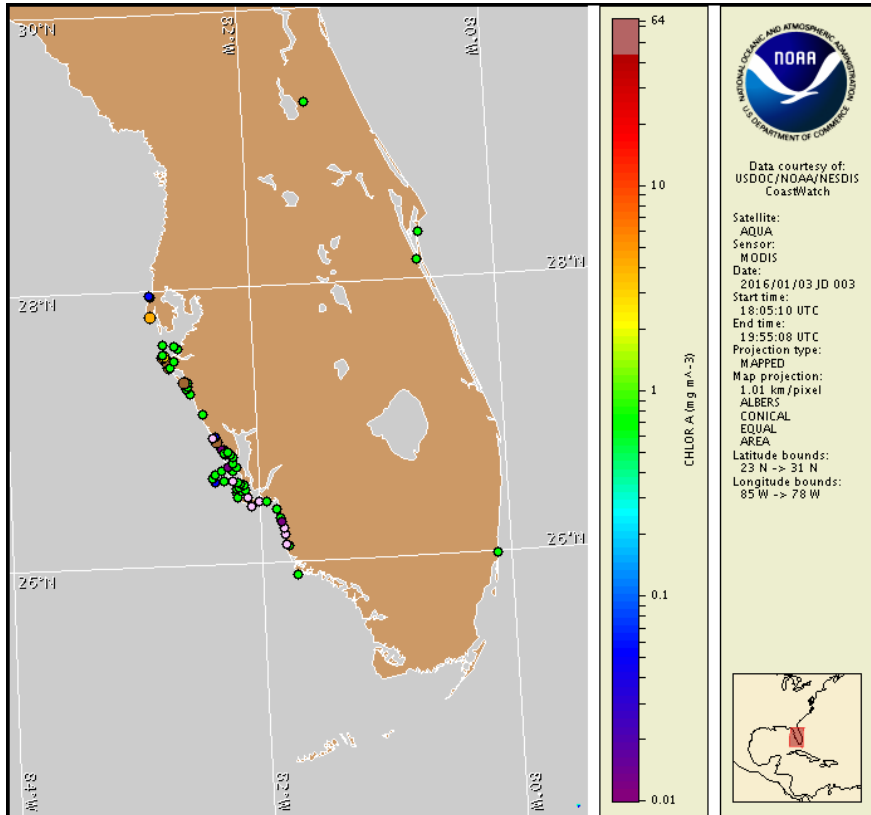 30°N
82°W
80°W
28°N
28°N
26°N
26°N
84°W
82°W
80°W
64
10
1
0.1
0.01
CHLOR A (mg m^-3)
NATIONAL OCEANIC AND ATMOSPHERIC ADMINISTRATION
NOAA
U.S. DEPARTMENT OF COMMERCE
Data courtesy of:
USDOC/NOAA/NESDIS
CoastWatch
Satellite:
AQUA
Sensor:
MODIS
Date:
2016/01/03 JD 003
Start time:
18:05:10 UTC
End time:
19:55:08 UTC
Projection type:
MAPPED
Map projection:
1.01 km/pixel
ALBERS
CONICAL
EQUAL
AREA
Latitude bounds:
23 N -> 31 N
Longitude bounds:
85 W -> 78 W